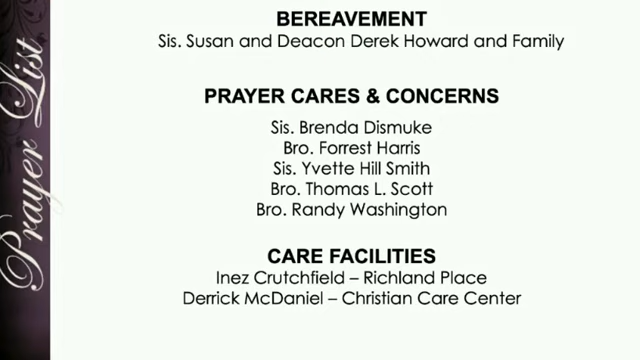 Prayer List
BEREAVEMENT
Sis. Susan and Deacon Derek Howard and Family
PRAYER CARES & CONCERNS
Sis. Brenda Dismuke
Bro. Forrest Harris
Sis. Yvette Hill Smith
Bro. Thomas L. Scott
Bro. Randy Washington
CARE FACILITIES
Inez Crutchfield – Richland Place
Derrick McDaniel – Christian Care Center